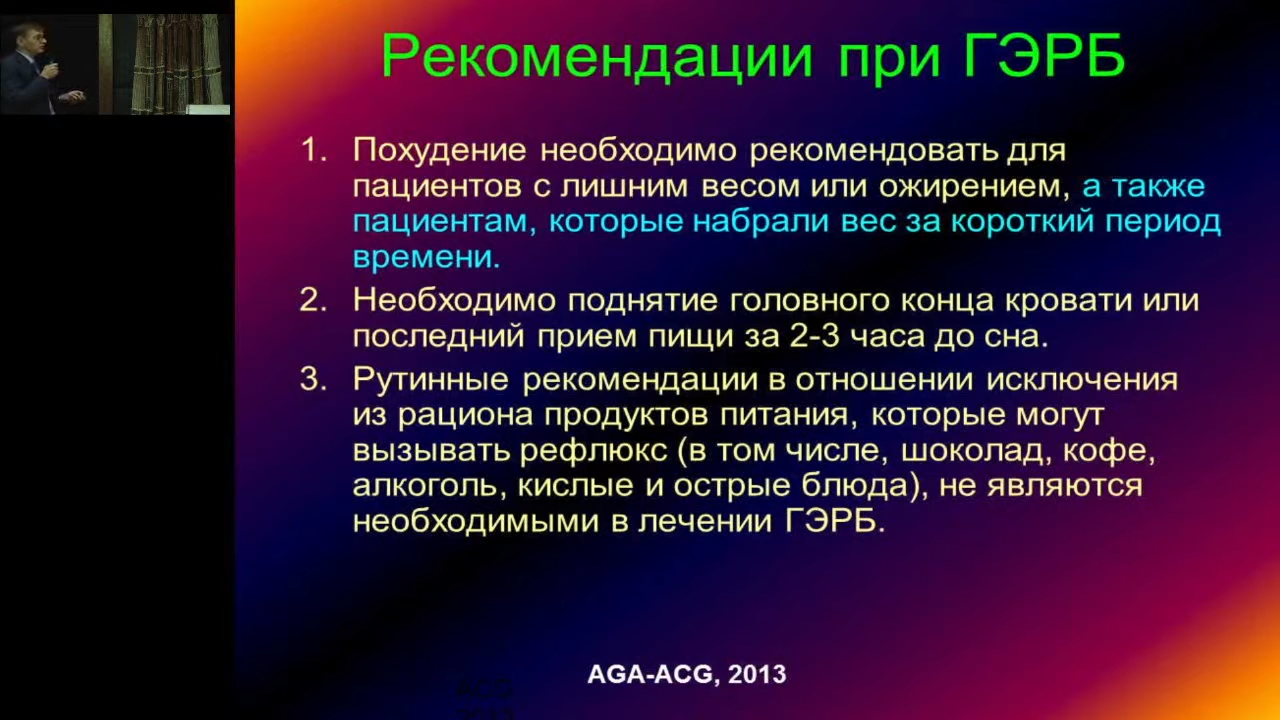 Рекомендации при ГЭРБ
1. Похудение необходимо рекомендовать для
пациентов с лишним весом или ожирением, а также
пациентам, которые набрали вес за короткий период
времени.
2. Необходимо поднятие головного конца кровати или
последний прием пищи за 2-3 часа до сна.
3. Рутинные рекомендации в отношении исключения
из рациона продуктов питания, которые могут
вызывать рефлюкс (в том числе, шоколад, кофе,
алкоголь, кислые и острые блюда), не являются
необходимыми в лечении ГЭРБ.
AGA-ACG, 2013
ACG